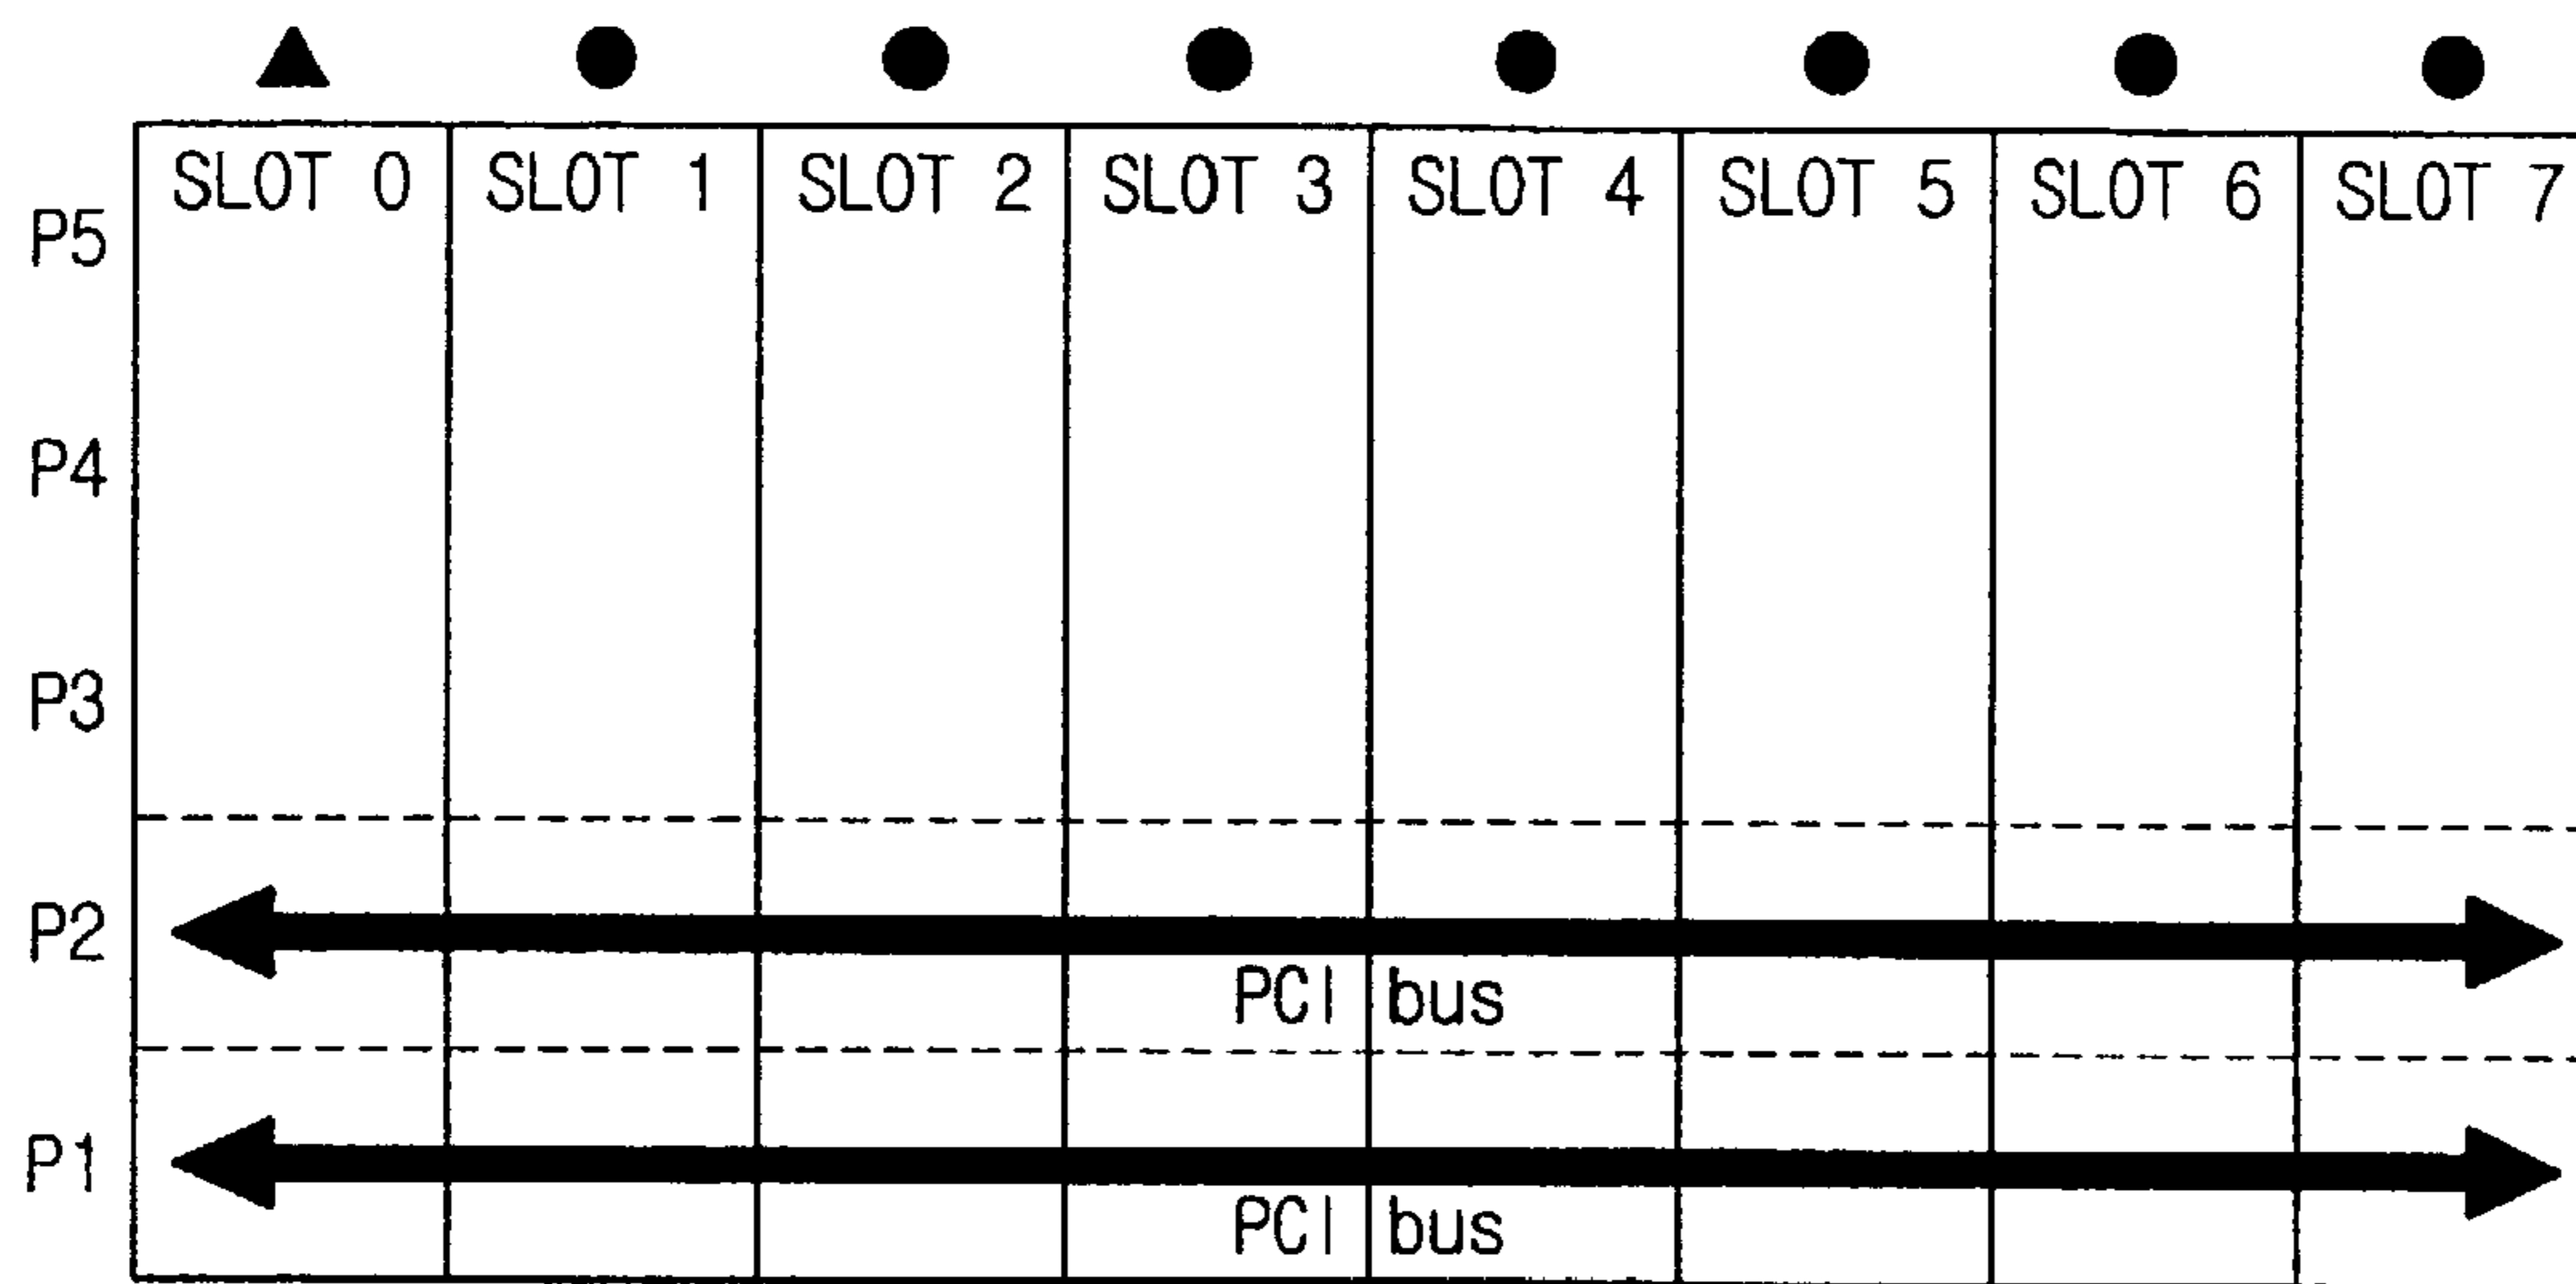 SLOT 0 SLOT 1 SLOT 2 SLOT 3 SLOT 4 SLOT 5 SLOT 6 SLOT 7
P5
P4
P3
P2
PCI bus
P1
PCI bus